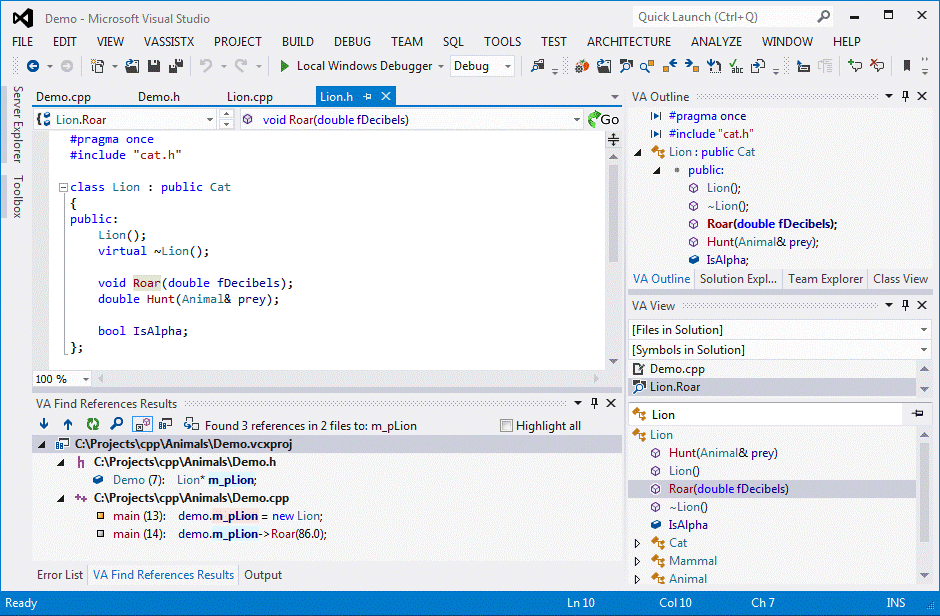 Demo - Microsoft Visual Studio
Quick Launch (Ctrl+Q)
FILE EDIT VIEW VASSISTX PROJECT BUILD DEBUG TEAM SQL TOOLS TEST ARCHITECTURE ANALYZE WINDOW HELP
Local Windows Debugger Debug
Server Explorer
Toolbox
Demo.cpp Demo.h Lion.cpp Lion.h
Lion.Roar void Roar(double fDecibels) Go
#pragma once
#include "cat.h"
class Lion : public Cat
{
public:
Lion();
virtual ~Lion();
void Roar(double fDecibels);
double Hunt(Animal& prey);
bool IsAlpha;
};
100 %
VA Find References Results
Found 3 references in 2 files to: m_pLion Highlight all
C:\Projects\cpp\Animals\Demo.vcxproj
C:\Projects\cpp\Animals\Demo.h
Demo (7): Lion* m_pLion;
C:\Projects\cpp\Animals\Demo.cpp
main (13): demo.m_pLion = new Lion;
main (14): demo.m_pLion->Roar(86.0);
Error List VA Find References Results Output
VA Outline
#pragma once
#include "cat.h"
Lion : public Cat
public:
Lion();
~Lion();
Roar(double fDecibels);
Hunt(Animal& prey);
IsAlpha;
VA Outline Solution Expl... Team Explorer Class View
VA View
[Files in Solution]
[Symbols in Solution]
Demo.cpp
Lion.Roar
Lion
Lion
Hunt(Animal& prey)
Lion()
Roar(double fDecibels)
~Lion()
IsAlpha
Cat
Mammal
Animal
Ready Ln 10 Col 10 Ch 7 INS